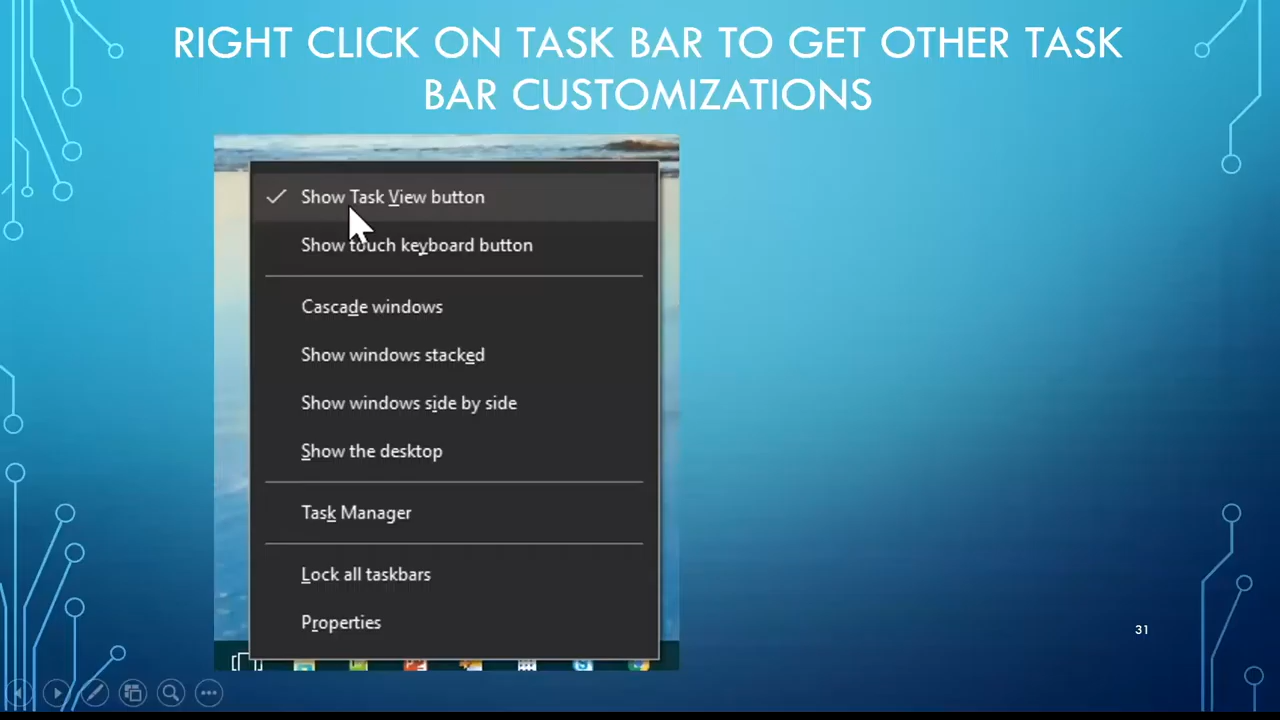 RIGHT CLICK ON TASK BAR TO GET OTHER TASK
BAR CUSTOMIZATIONS
Show Task View button
Show touch keyboard button
Cascade windows
Show windows stacked
Show windows side by side
Show the desktop
Task Manager
Lock all taskbars
Properties
31